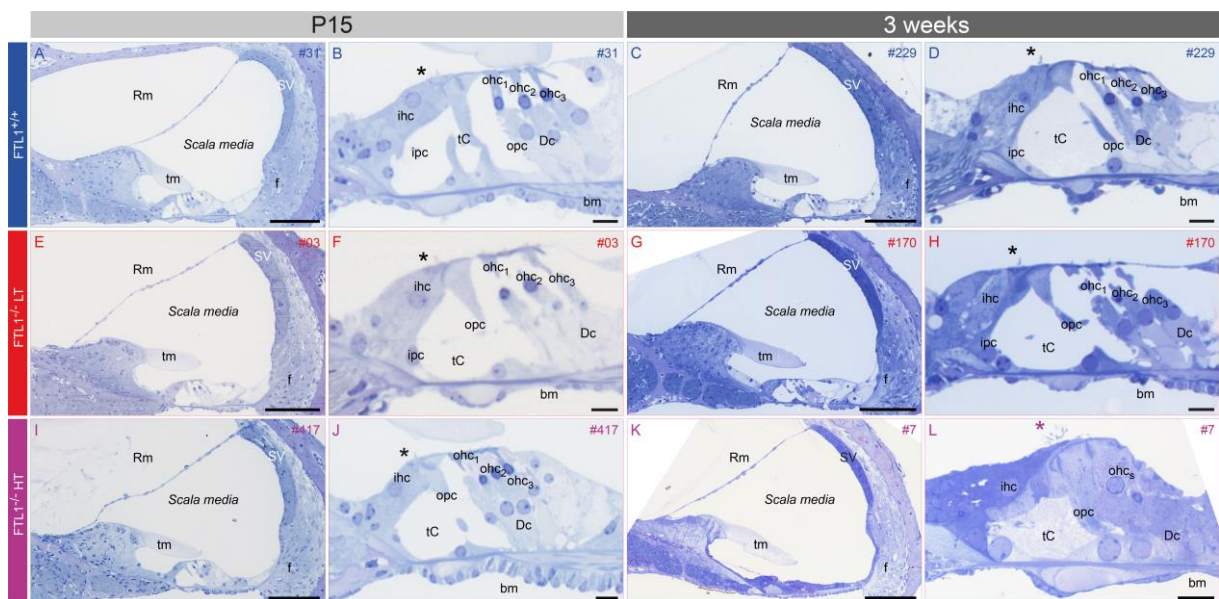 P15
3 weeks
FTL1+/+
A
#31
Rm
SV
Scala media
tm
f
B
#31
*
ohc1
ohc2
ohc3
ihc
tC
Dc
ipc
opc
bm
C
#229
Rm
SV
Scala media
tm
f
D
#229
*
ohc1
ohc2
ohc3
ihc
tC
Dc
ipc
opc
bm
FTL1-/- LT
E
#03
SV
Rm
Scala media
tm
f
F
#03
*
ohc1
ohc2
ohc3
ihc
opc
Dc
ipc
tC
bm
G
#170
SV
Rm
Scala media
tm
f
H
#170
*
ohc1
ohc2
ohc3
ihc
opc
Dc
ipc
tC
bm
FTL1-/- HT
I
#417
SV
Rm
Scala media
tm
f
J
#417
*
ohc1
ohc2
ohc3
ihc
opc
tC
Dc
bm
K
#7
SV
Rm
Scala media
tm
f
L
#7
*
ohcs
ihc
opc
tC
Dc
bm